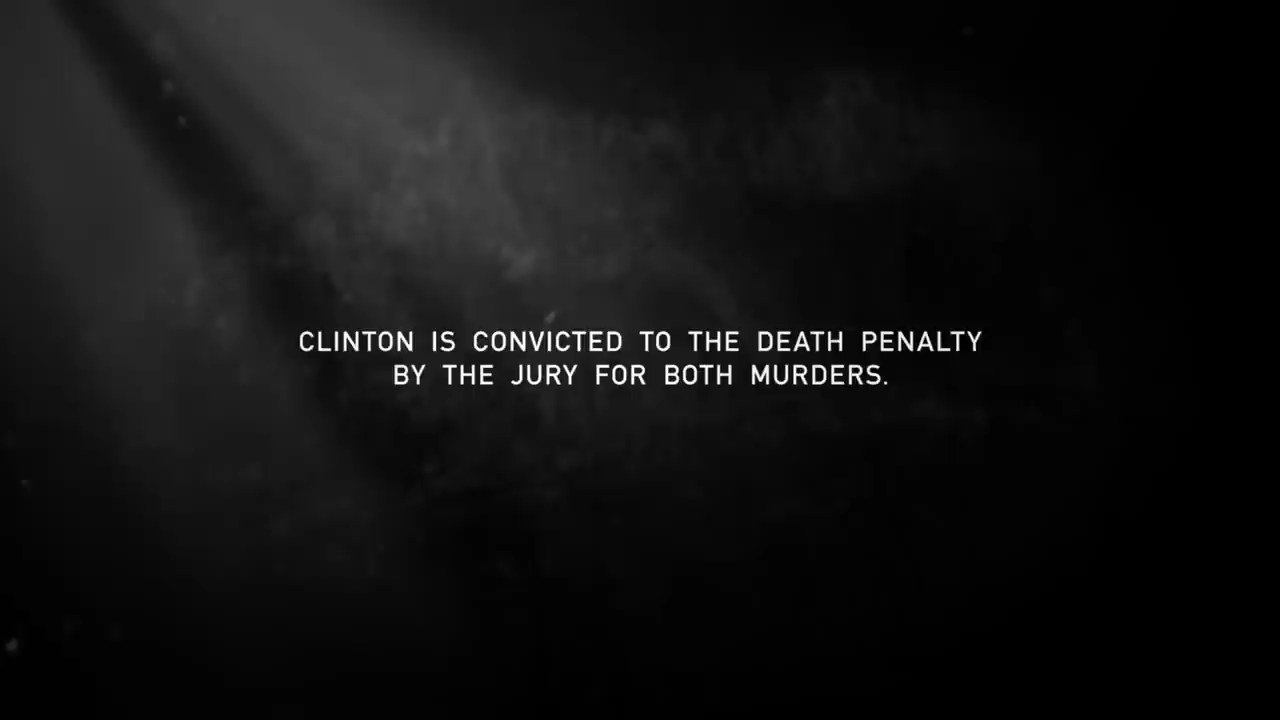 CLINTON IS CONVICTED TO THE DEATH PENALTY
BY THE JURY FOR BOTH MURDERS.